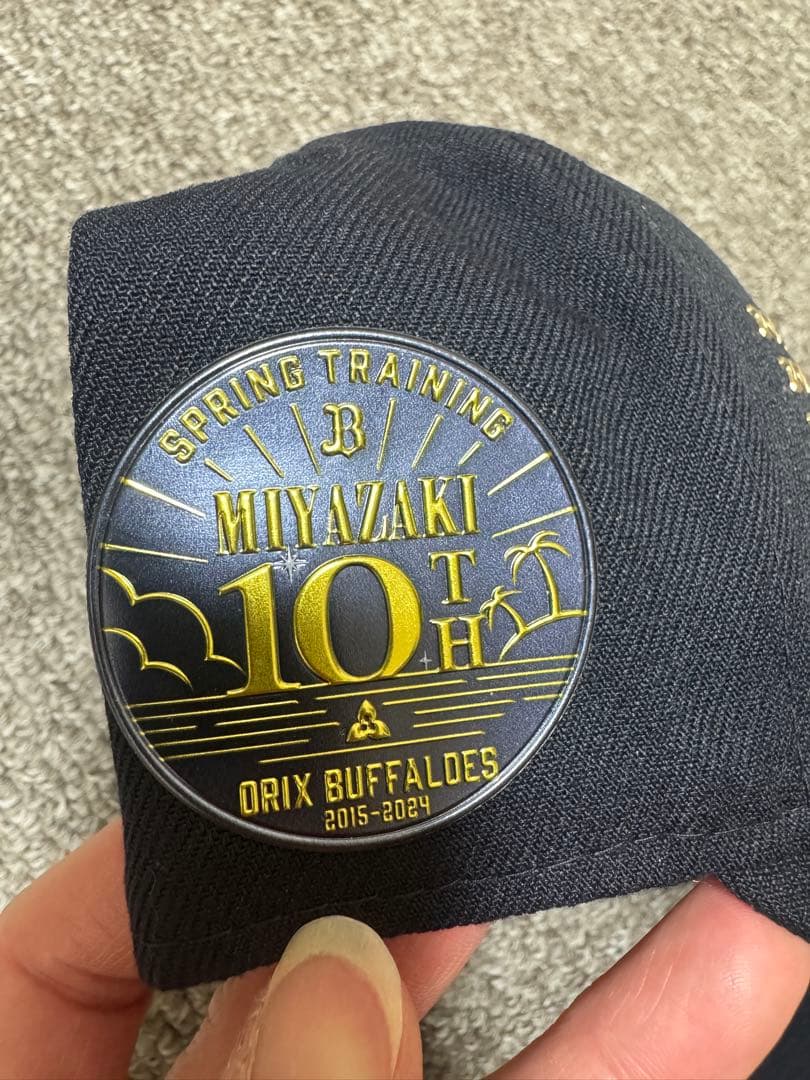 SPRING TRAINING
B
MIYAZAKI
10TH
ORIX BUFFALOES
2015-2024